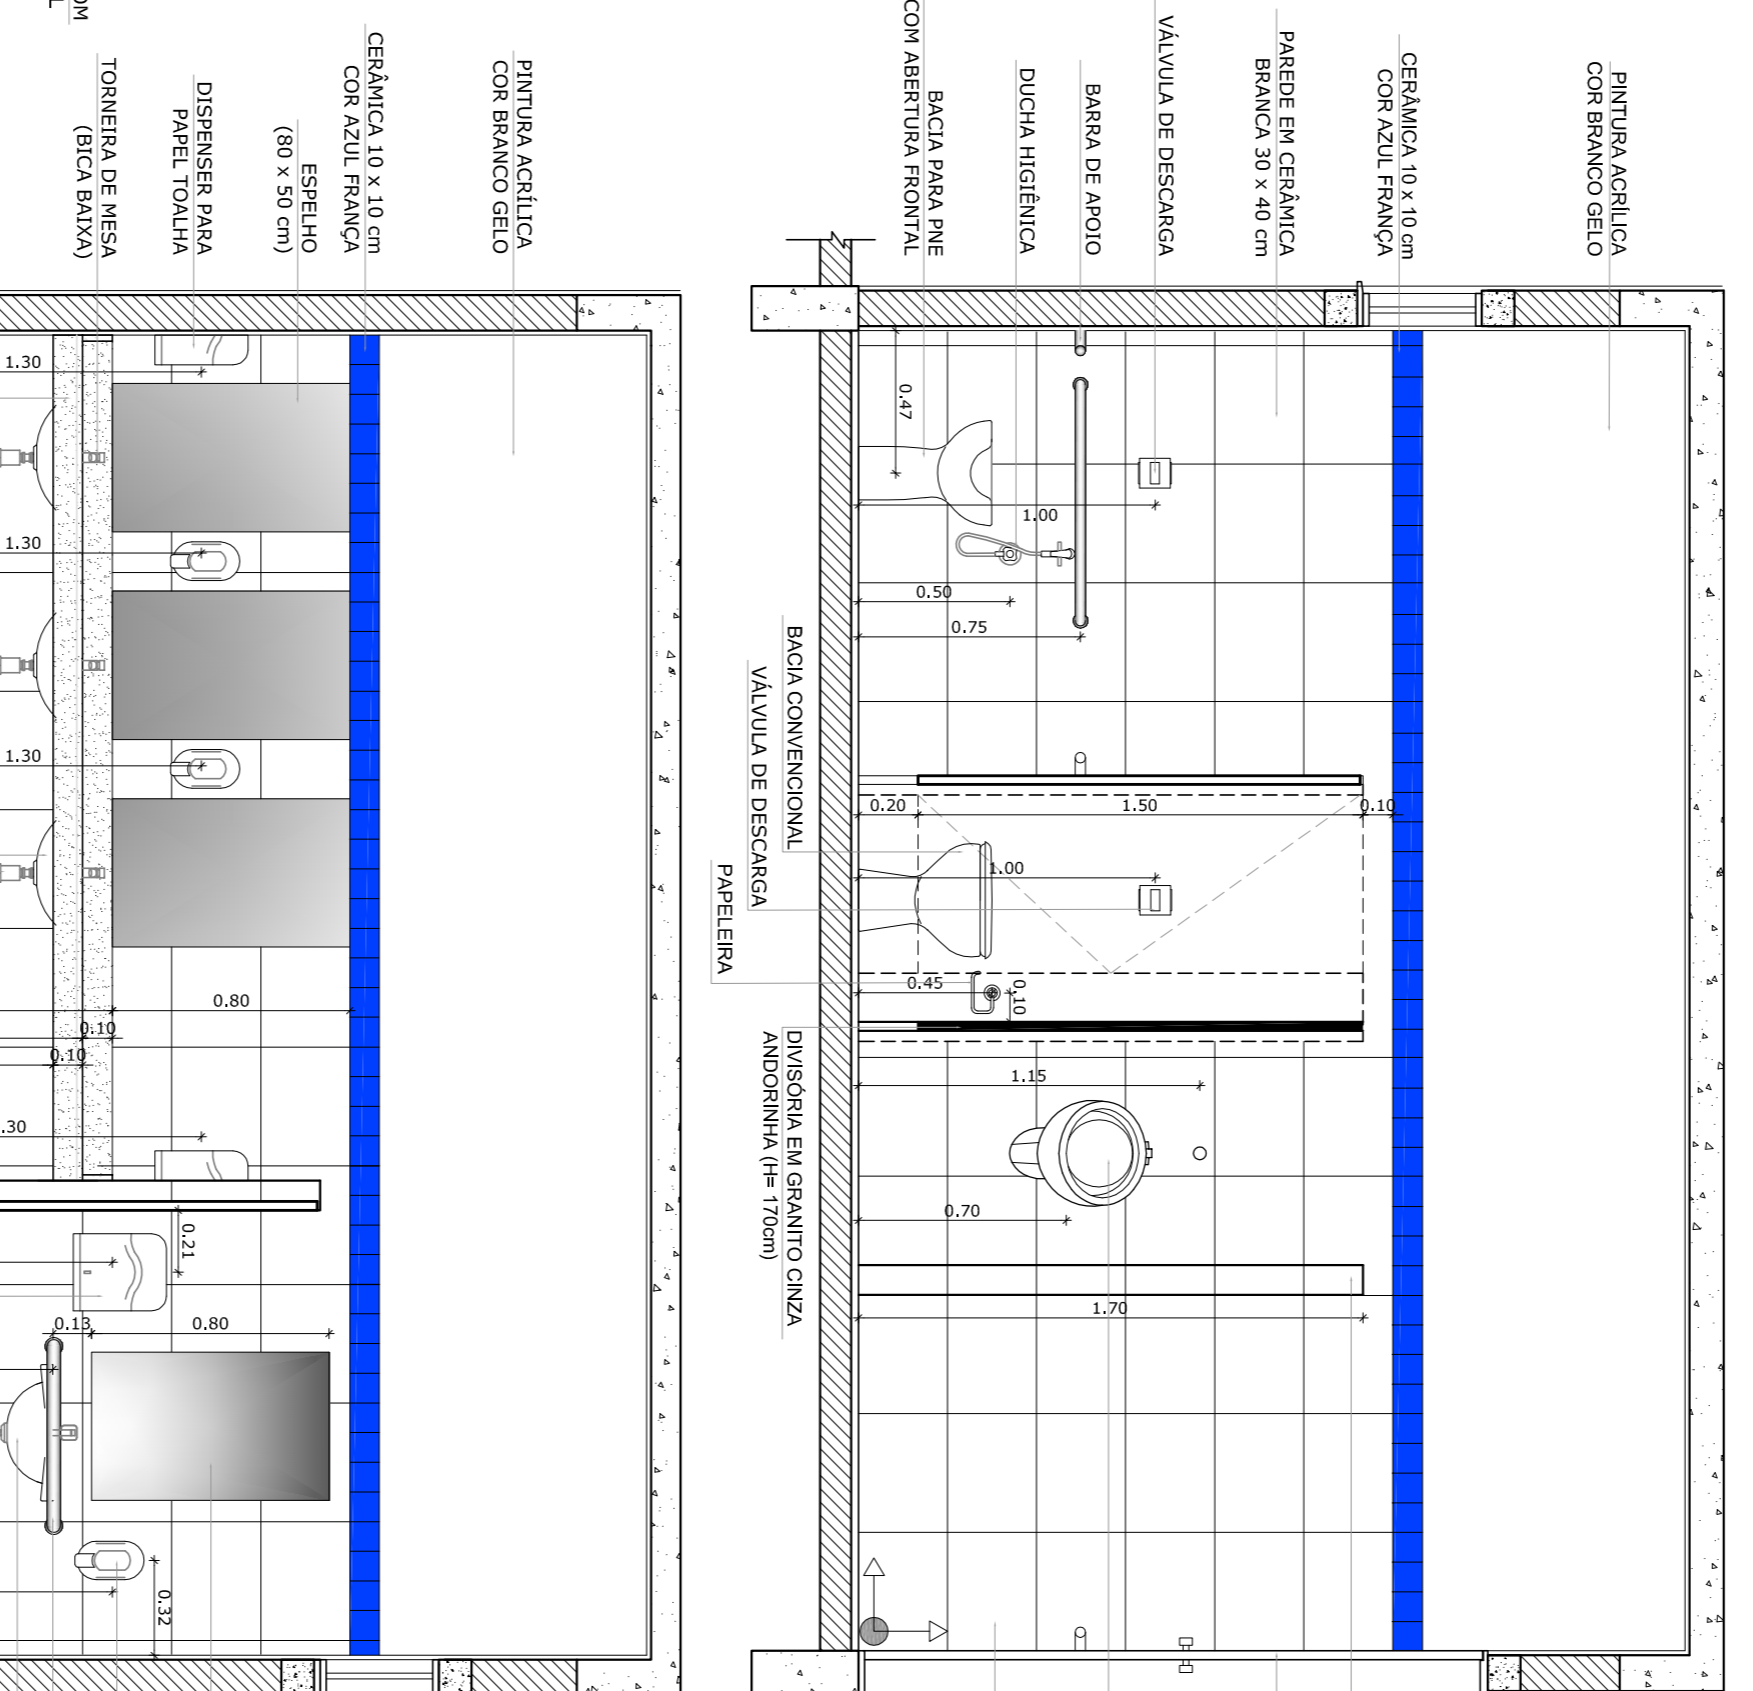 PINTURA ACRÍLICA
COR BRANCO GELO
CERÂMICA 10 x 10 cm
COR AZUL FRANÇA
PAREDE EM CERÂMICA
BRANCA 30 x 40 cm
VÁLVULA DE DESCARGA
BARRA DE APOIO
DUCHA HIGIÊNICA
BACIA PARA PNE
COM ABERTURA FRONTAL
0.47
1.00
0.50
0.75
BACIA CONVENCIONAL
VÁLVULA DE DESCARGA
PAPELEIRA
0.20
1.50
0.10
1.00
0.45
0.10
DIVISÓRIA EM GRANITO CINZA
ANDORINHA (H= 170cm)
1.15
0.70
1.70
PINTURA ACRÍLICA
COR BRANCO GELO
CERÂMICA 10 x 10 cm
COR AZUL FRANÇA
ESPELHO
(80 x 50 cm)
DISPENSER PARA
PAPEL TOALHA
TORNEIRA DE MESA
(BICA BAIXA)
OM
L
1.30
1.30
1.30
0.80
0.10
0.10
.30
0.21
0.13
0.80
0.32